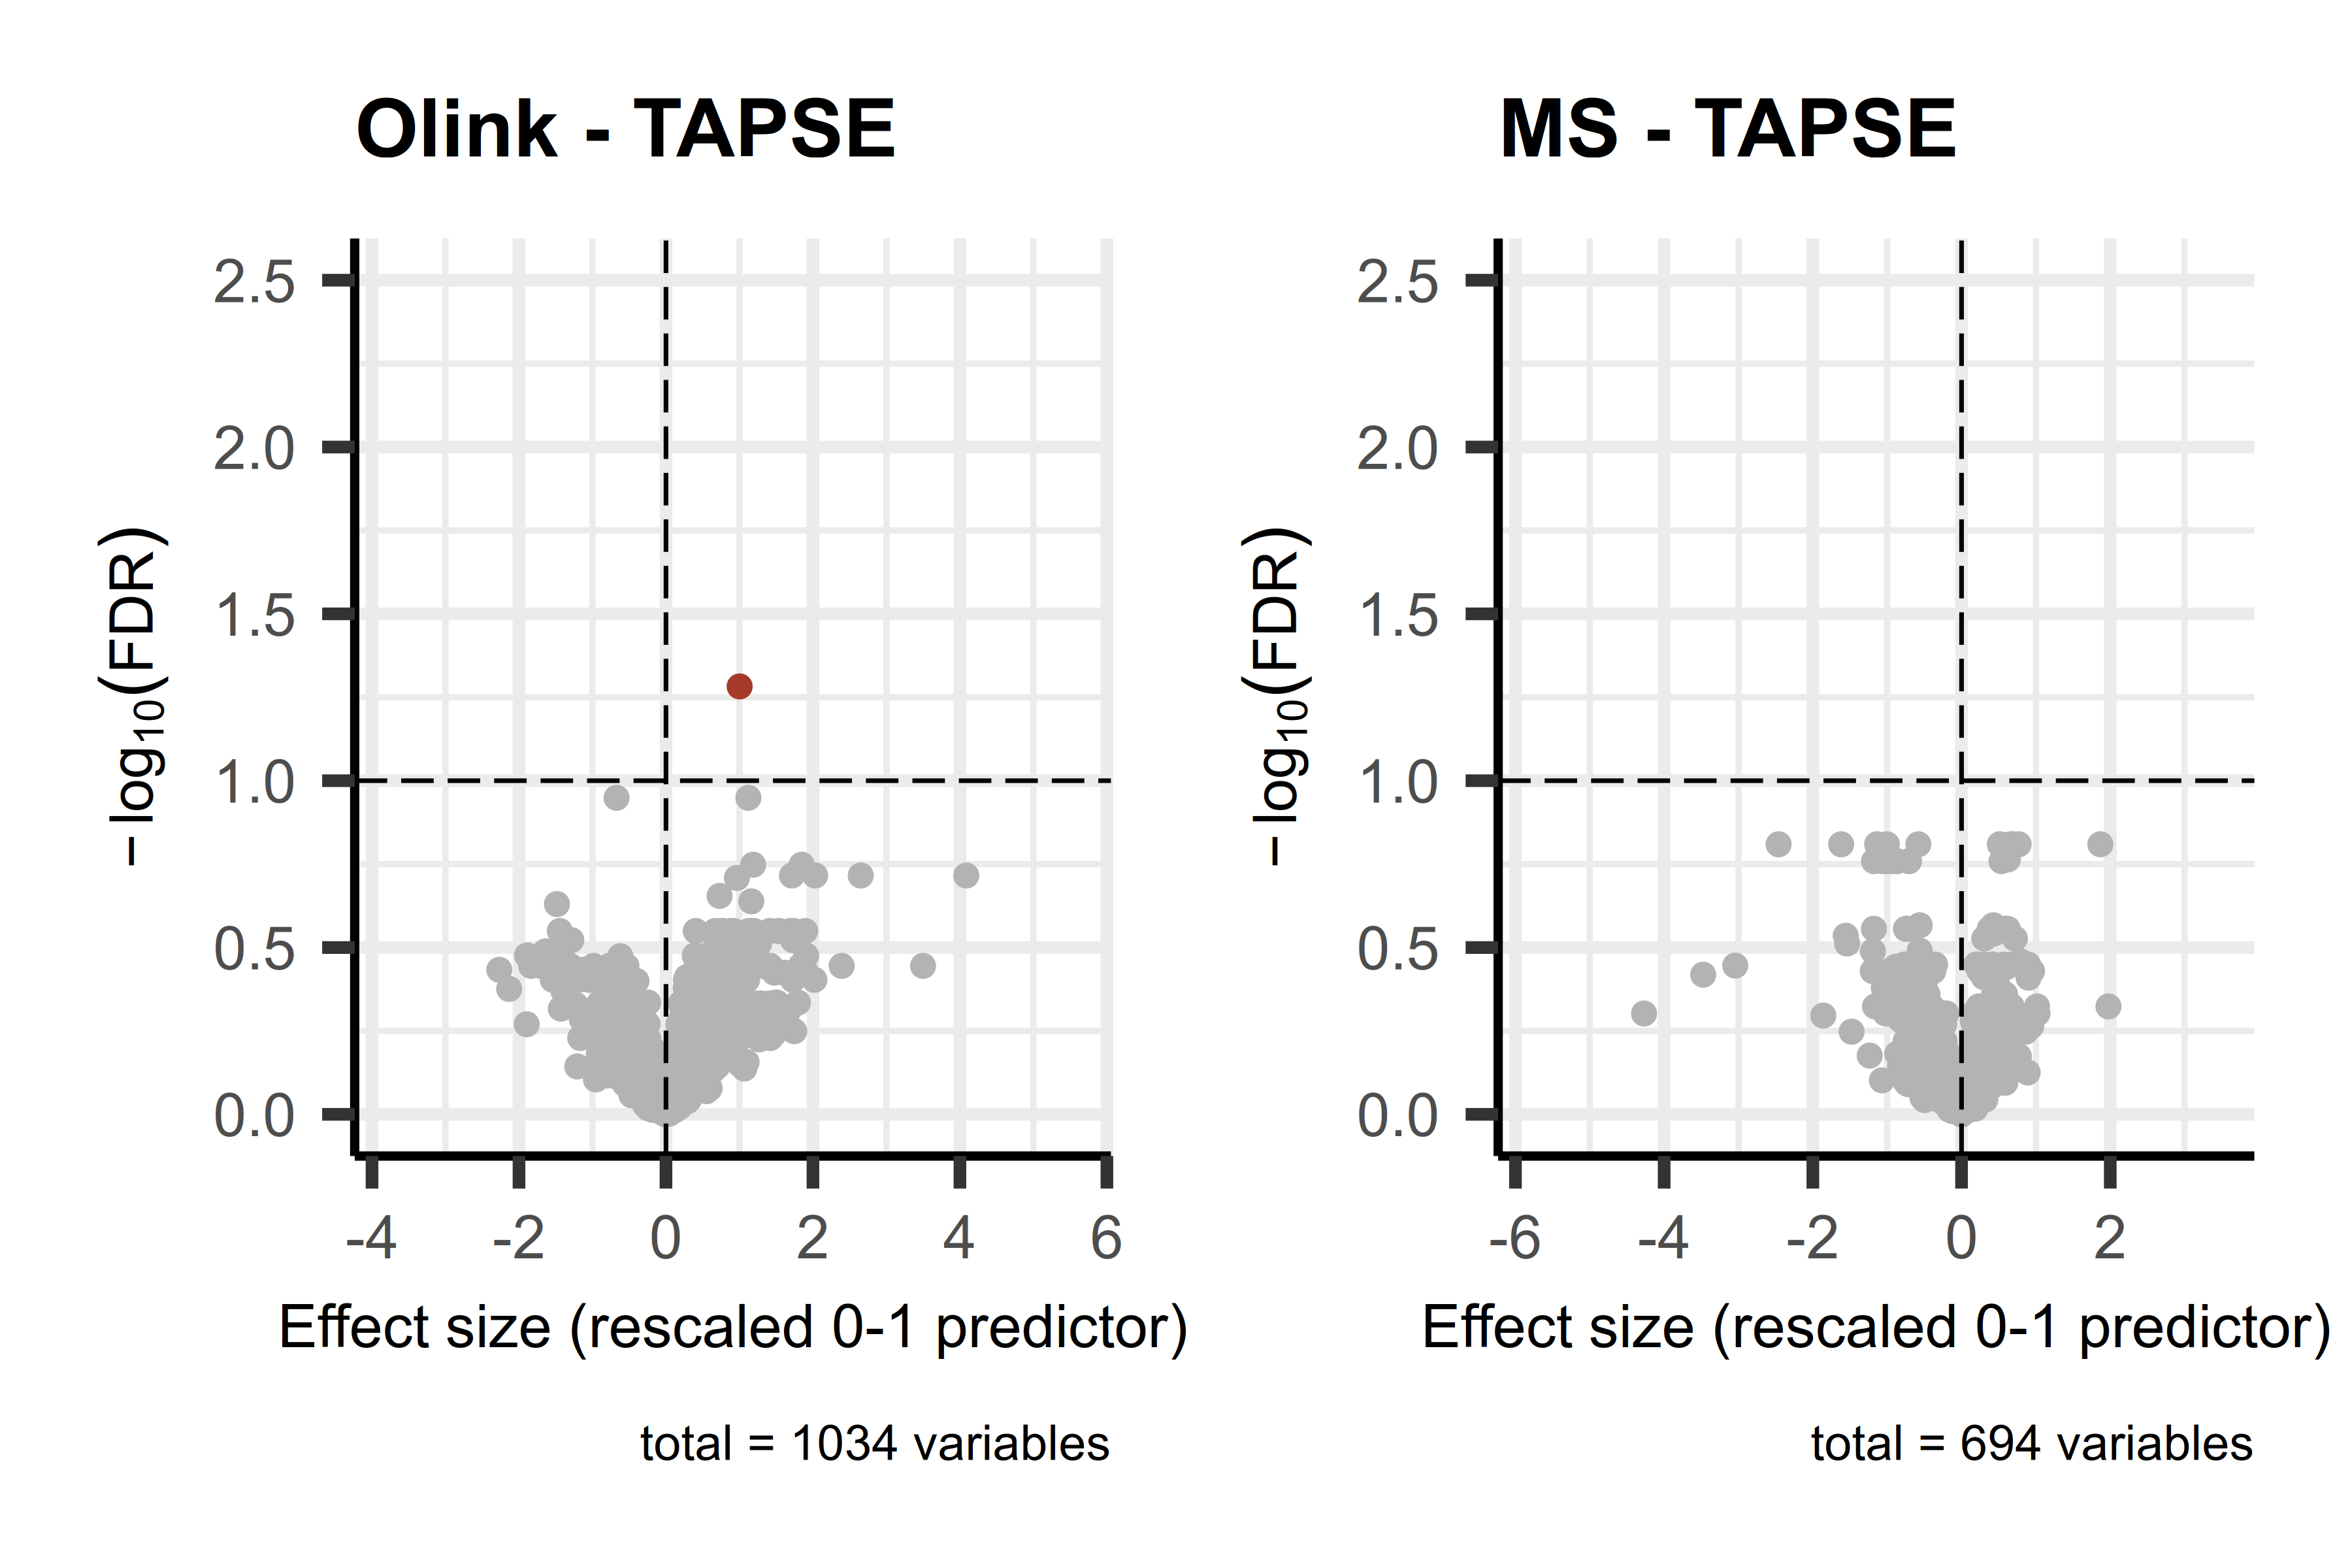 Olink - TAPSE
−log10(FDR)
2.5
2.0
1.5
1.0
0.5
0.0
-4 -2 0 2 4 6
Effect size (rescaled 0-1 predictor)
total = 1034 variables
MS - TAPSE
−log10(FDR)
2.5
2.0
1.5
1.0
0.5
0.0
-6 -4 -2 0 2
Effect size (rescaled 0-1 predictor)
total = 694 variables